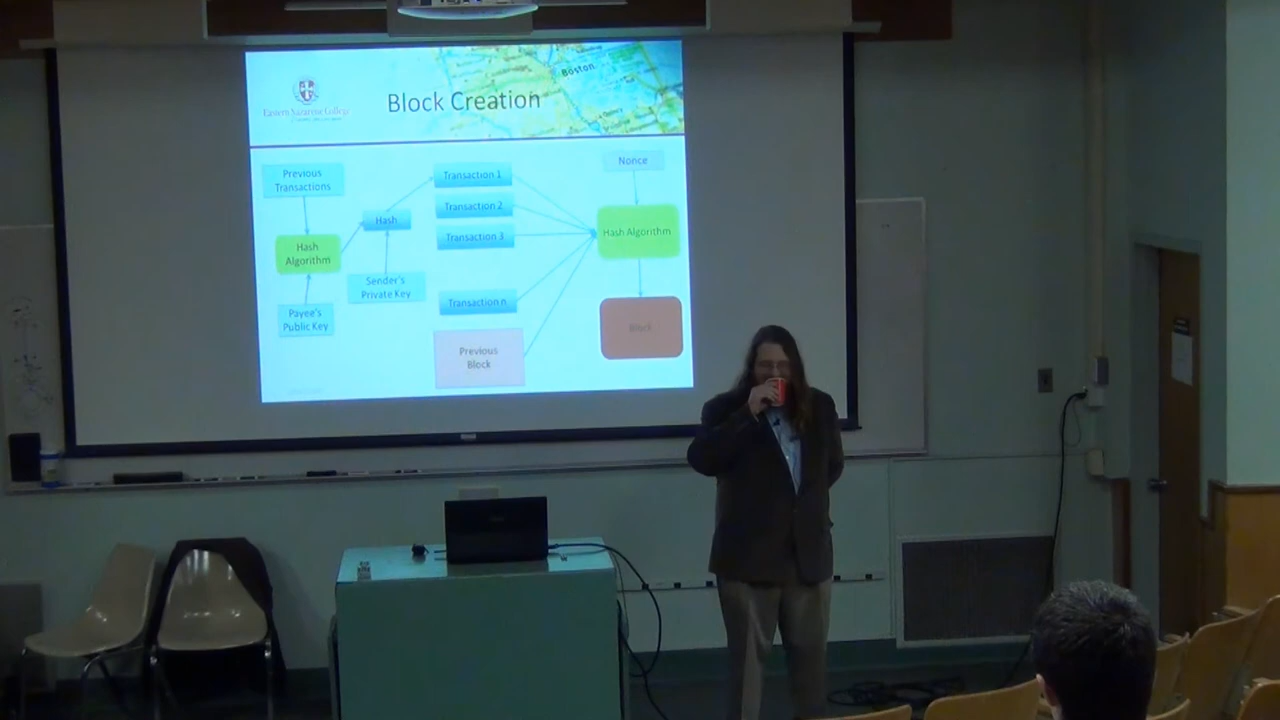 Boston
Eastern Nazarene College
Block Creation
Previous
Transactions
Hash
Algorithm
Payee's
Public Key
Hash
Sender's
Private Key
Transaction 1
Transaction 2
Transaction 3
Transaction n
Previous
Block
Nonce
Hash Algorithm
Block